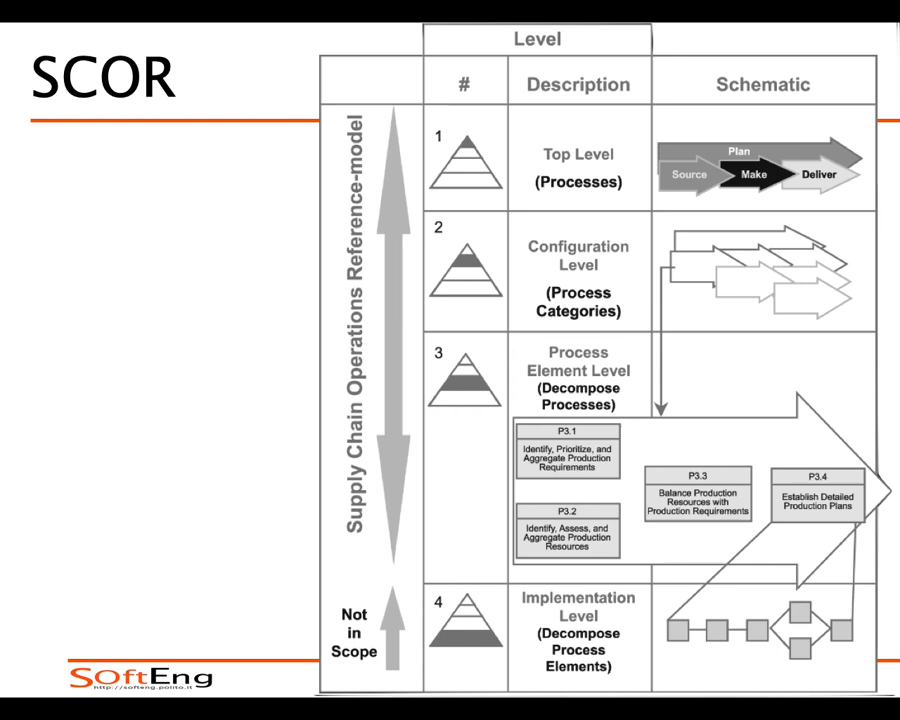 SCOR
Level
#
Description
Schematic
Supply Chain Operations Reference-model
1
Top Level
(Processes)
Plan
Source
Make
Deliver
2
Configuration
Level
(Process
Categories)
3
Process
Element Level
(Decompose
Processes)
P3.1
Identify, Prioritize, and
Aggregate Production
Requirements
P3.2
Identify, Assess, and
Aggregate Production
Resources
P3.3
Balance Production
Resources with
Production Requirements
P3.4
Establish Detailed
Production Plans
Not
in
Scope
4
Implementation
Level
(Decompose
Process
Elements)
SOftEng
http://softeng.polito.it